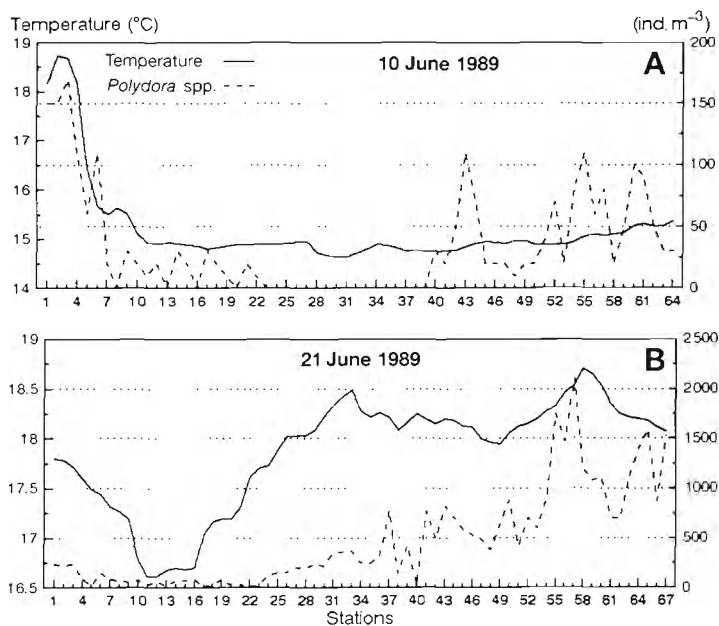 Temperature (°C) (ind. m⁻³)
19 200
Temperature 10 June 1989 A
18 Polydora spp.
150
17
16 100
15 50
14 0
1 4 7 10 13 16 19 22 25 28 31 34 37 40 43 46 49 52 55 58 61 64
19 2 500
21 June 1989 B
18.5 2000
18 1500
17.5 1000
17 500
16.5 0
1 4 7 10 13 16 19 22 25 28 31 34 37 40 43 46 49 52 55 58 61 64 67
Stations